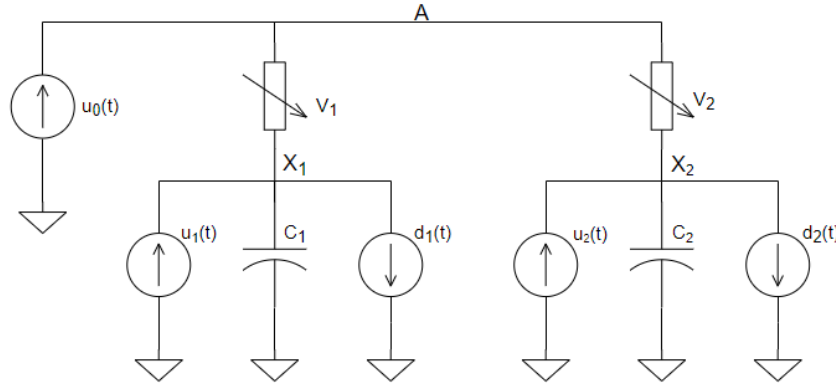 A
u₀(t)
V₁
V₂
X₁
X₂
u₁(t)
C₁
d₁(t)
u₂(t)
C₂
d₂(t)